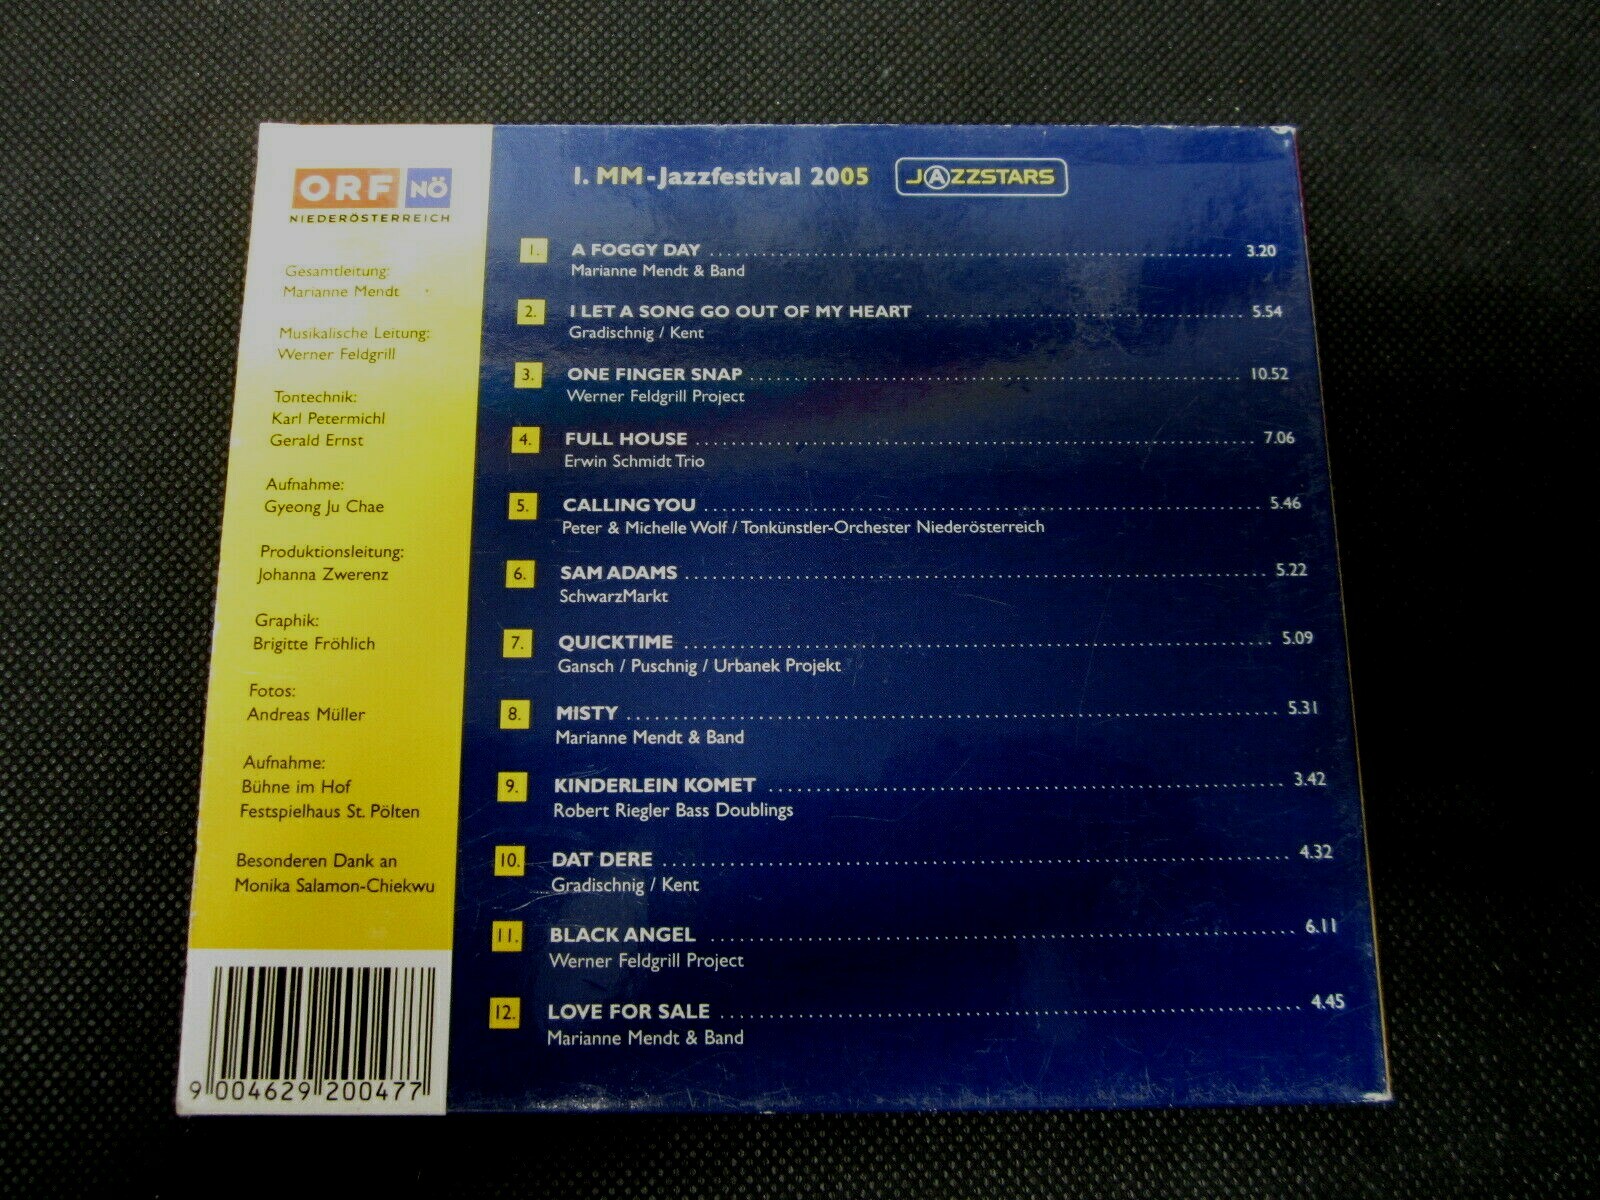 ORF NÖ
NIEDERÖSTERREICH
Gesamtleitung:
Marianne Mendt
Musikalische Leitung:
Werner Feldgrill
Tontechnik:
Karl Petermichl
Gerald Ernst
Aufnahme:
Gyeong Ju Chae
Produktionsleitung:
Johanna Zwerenz
Graphik:
Brigitte Fröhlich
Fotos:
Andreas Müller
Aufnahme:
Bühne im Hof
Festspielhaus St. Pölten
Besonderen Dank an
Monika Salamon-Chiekwu
9 004629 200477
1. MM-Jazzfestival 2005 JAZZSTARS
1. A FOGGY DAY 3.20
Marianne Mendt & Band
2. I LET A SONG GO OUT OF MY HEART 5.54
Gradischnig / Kent
3. ONE FINGER SNAP 10.52
Werner Feldgrill Project
4. FULL HOUSE 7.06
Erwin Schmidt Trio
5. CALLING YOU 5.46
Peter & Michelle Wolf / Tonkünstler-Orchester Niederösterreich
6. SAM ADAMS 5.22
SchwarzMarkt
7. QUICKTIME 5.09
Gansch / Puschnig / Urbanek Projekt
8. MISTY 5.31
Marianne Mendt & Band
9. KINDERLEIN KOMET 3.42
Robert Riegler Bass Doublings
10. DAT DERE 4.32
Gradischnig / Kent
11. BLACK ANGEL 6.11
Werner Feldgrill Project
12. LOVE FOR SALE 4.45
Marianne Mendt & Band